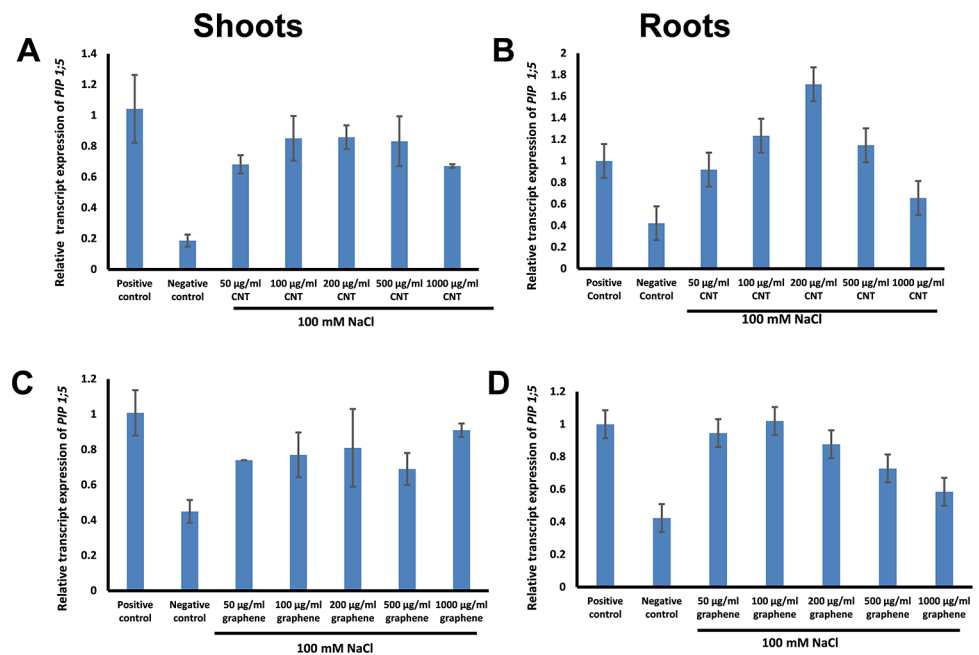 Shoots
Roots
A
Relative transcript expression of PIP 1;5
1.4
1.2
1
0.8
0.6
0.4
0.2
0
Positive control
Negative control
50 µg/ml CNT
100 µg/ml CNT
200 µg/ml CNT
500 µg/ml CNT
1000 µg/ml CNT
100 mM NaCl
B
Relative transcript expression of PIP 1;5
2
1.8
1.6
1.4
1.2
1
0.8
0.6
0.4
0.2
0
Positive Control
Negative Control
50 µg/ml CNT
100 µg/ml CNT
200 µg/ml CNT
500 µg/ml CNT
1000 µg/ml CNT
100 mM NaCl
C
Relative transcript expression of PIP 1;5
1.2
1
0.8
0.6
0.4
0.2
0
Positive control
Negative control
50 µg/ml graphene
100 µg/ml graphene
200 µg/ml graphene
500 µg/ml graphene
1000 µg/ml graphene
100 mM NaCl
D
Relative transcript expression of PIP 1;5
1.2
1
0.8
0.6
0.4
0.2
0
Positive control
Negative control
50 µg/ml graphene
100 µg/ml graphene
200 µg/ml graphene
500 µg/ml graphene
1000 µg/ml graphene
100 mM NaCl